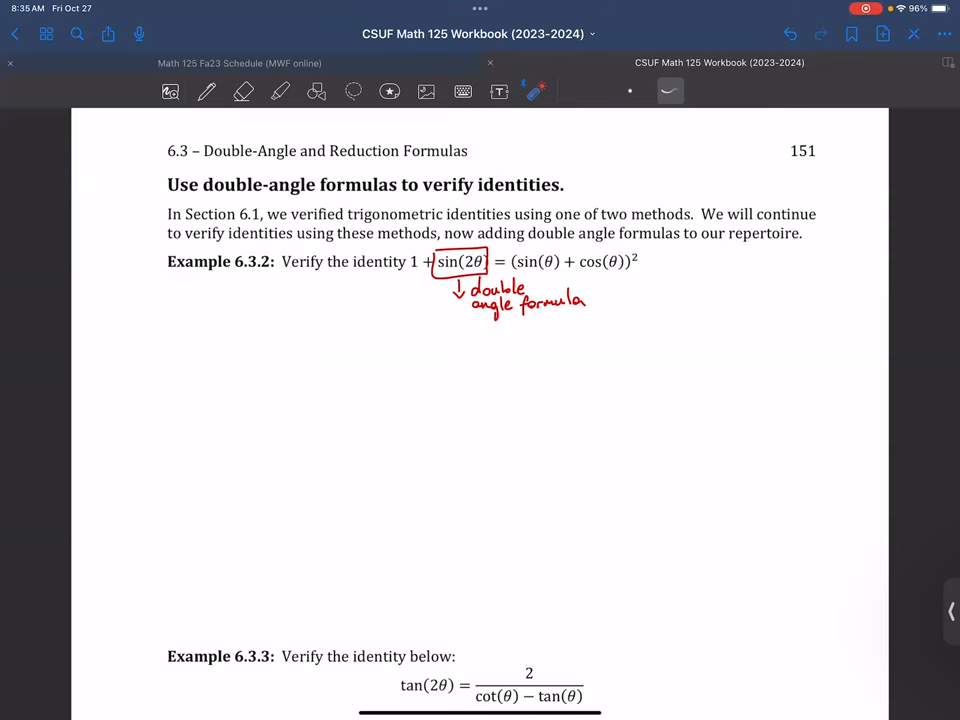 8:35 AM Fri Oct 27
96%
CSUF Math 125 Workbook (2023-2024)
Math 125 Fa23 Schedule (MWF online)
CSUF Math 125 Workbook (2023-2024)
6.3 – Double-Angle and Reduction Formulas 151
Use double-angle formulas to verify identities.
In Section 6.1, we verified trigonometric identities using one of two methods. We will continue
to verify identities using these methods, now adding double angle formulas to our repertoire.
Example 6.3.2: Verify the identity 1 + sin(2θ) = (sin(θ) + cos(θ))²
↓ double
angle formula
Example 6.3.3: Verify the identity below:
tan(2θ) = 2 / (cot(θ) − tan(θ))